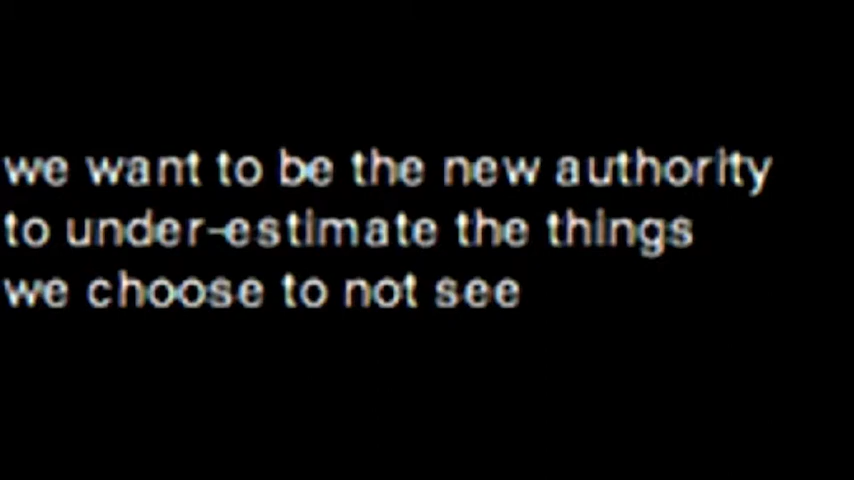 we want to be the new authority
to under-estimate the things
we choose to not see